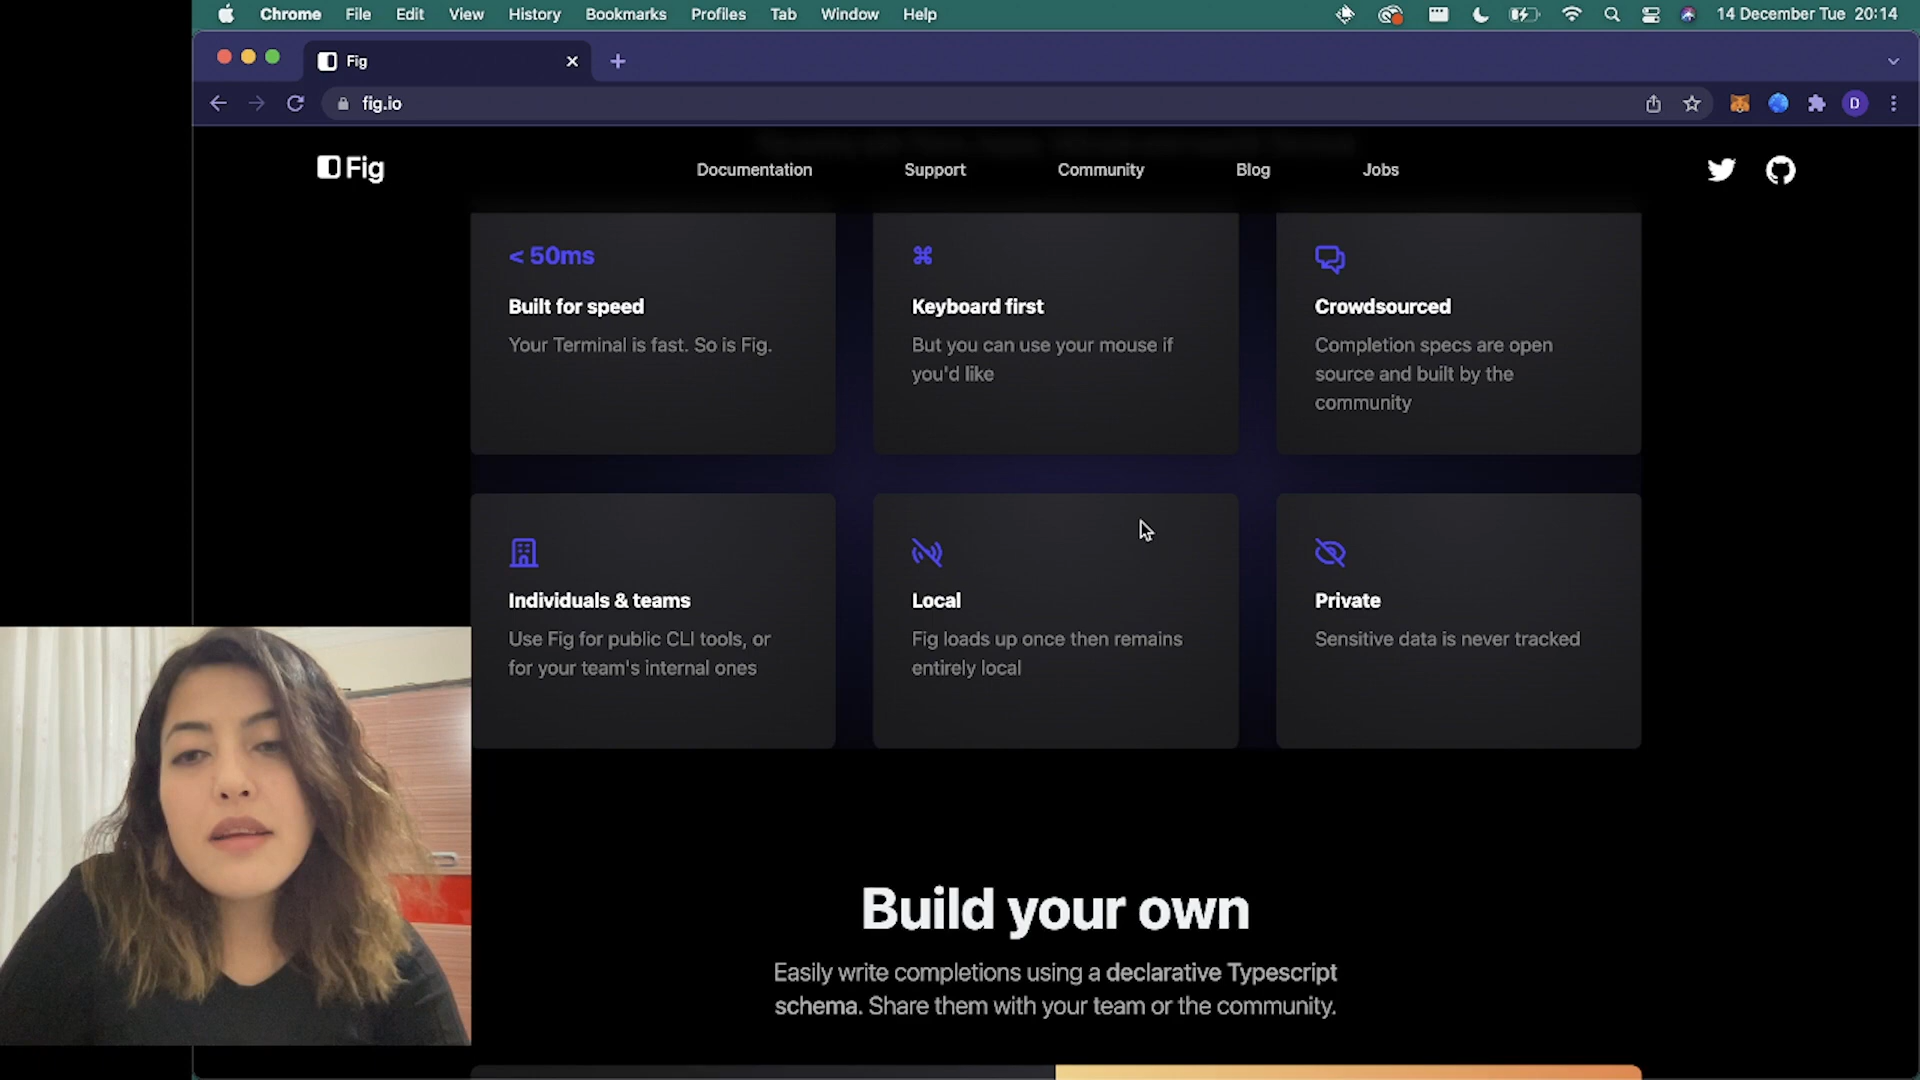 Chrome File Edit View History Bookmarks Profiles Tab Window Help 14 December Tue 20:14
Fig
fig.io
D
Fig Documentation Support Community Blog Jobs
< 50ms
Built for speed
Your Terminal is fast. So is Fig.
Keyboard first
But you can use your mouse if
you'd like
Crowdsourced
Completion specs are open
source and built by the
community
Individuals & teams
Use Fig for public CLI tools, or
for your team's internal ones
Local
Fig loads up once then remains
entirely local
Private
Sensitive data is never tracked
Build your own
Easily write completions using a declarative Typescript
schema. Share them with your team or the community.